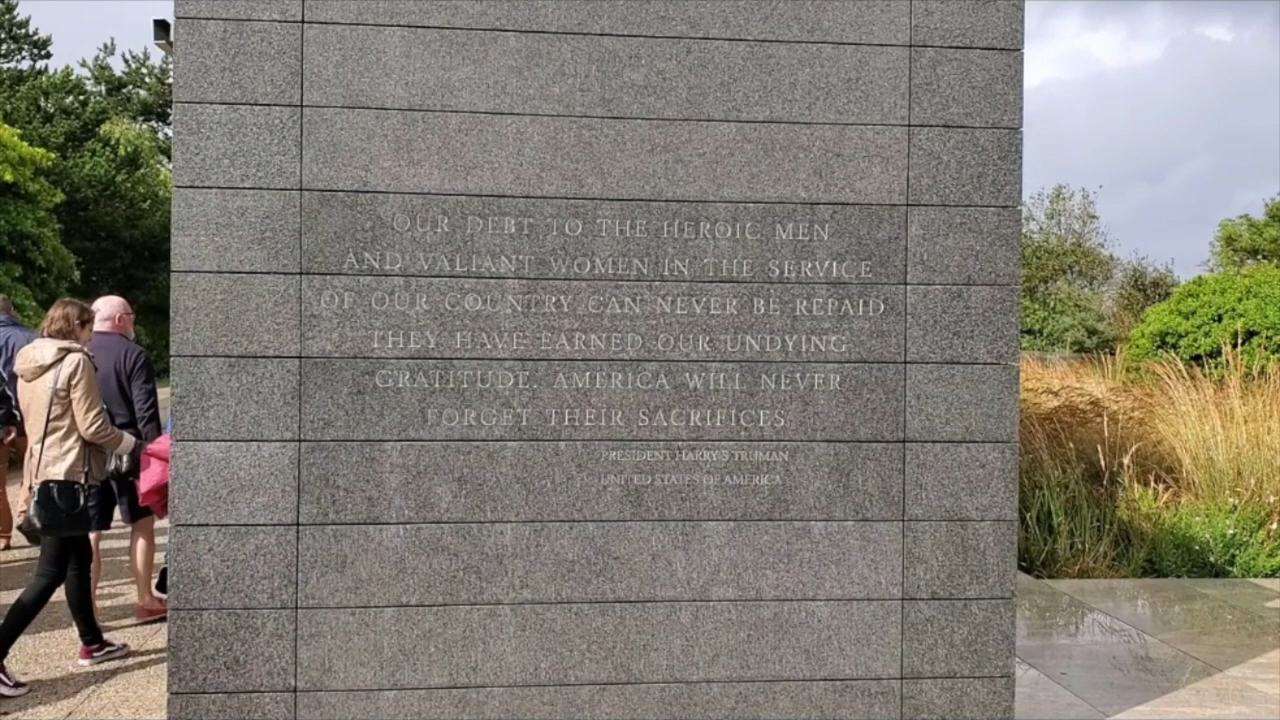 OUR DEBT TO THE HEROIC MEN
AND VALIANT WOMEN IN THE SERVICE
OF OUR COUNTRY CAN NEVER BE REPAID
THEY HAVE EARNED OUR UNDYING
GRATITUDE. AMERICA WILL NEVER
FORGET THEIR SACRIFICES
PRESIDENT HARRY S TRUMAN
UNITED STATES OF AMERICA